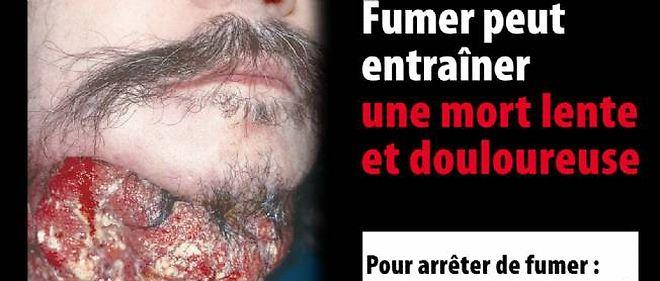 Fumer peut
entraîner
une mort lente
et douloureuse
Pour arrêter de fumer :